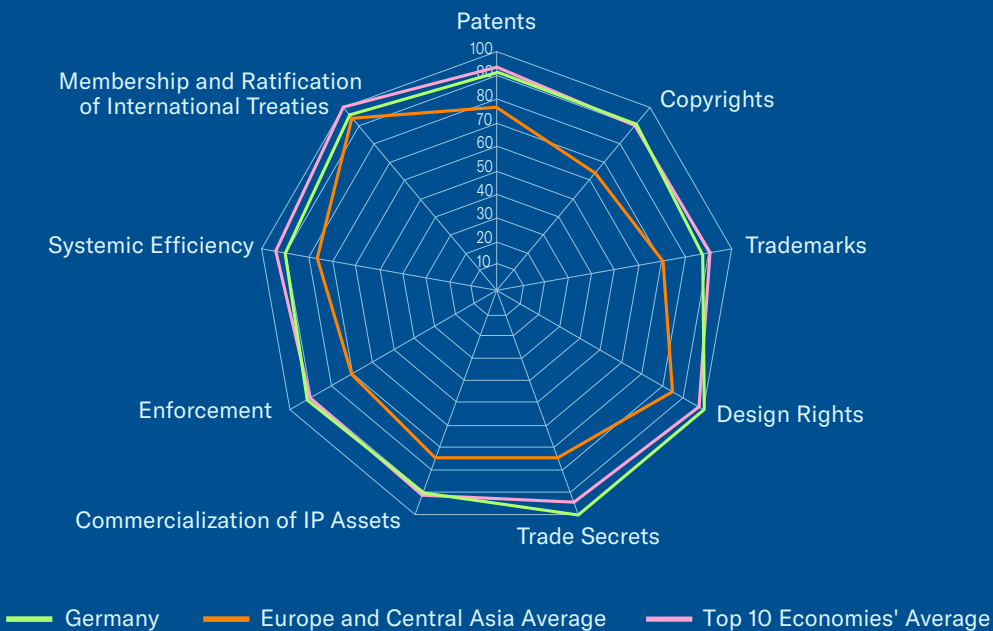 Patents
100
90
80
70
60
50
40
30
20
10
Membership and Ratification
of International Treaties
Copyrights
Systemic Efficiency
Trademarks
Enforcement
Design Rights
Commercialization of IP Assets
Trade Secrets
Germany
Europe and Central Asia Average
Top 10 Economies' Average